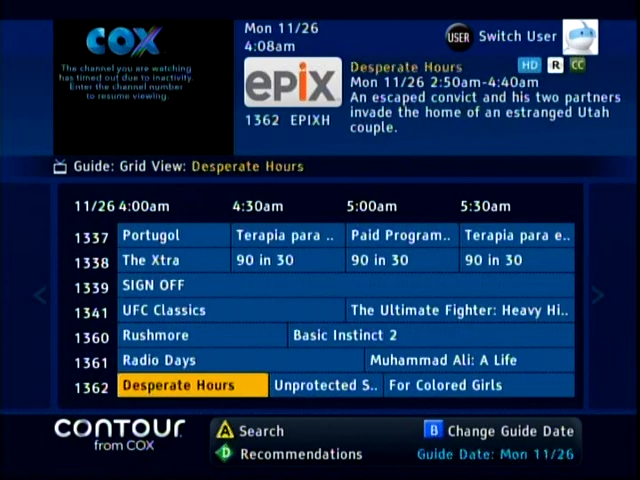 COX
The channel you are watching
has timed out due to inactivity.
Enter the channel number
to resume viewing.
Mon 11/26
4:08am
USER
Switch User
epix
1362 EPIXH
Desperate Hours
HD R CC
Mon 11/26 2:50am-4:40am
An escaped convict and his two partners
invade the home of an estranged Utah
couple.
Guide: Grid View: Desperate Hours
11/26 4:00am 4:30am 5:00am 5:30am
1337 Portugol Terapia para .. Paid Program.. Terapia para e..
1338 The Xtra 90 in 30 90 in 30 90 in 30
1339 SIGN OFF
1341 UFC Classics The Ultimate Fighter: Heavy Hi..
1360 Rushmore Basic Instinct 2
1361 Radio Days Muhammad Ali: A Life
1362 Desperate Hours Unprotected S.. For Colored Girls
contour
from COX
A Search
B Change Guide Date
D Recommendations
Guide Date: Mon 11/26